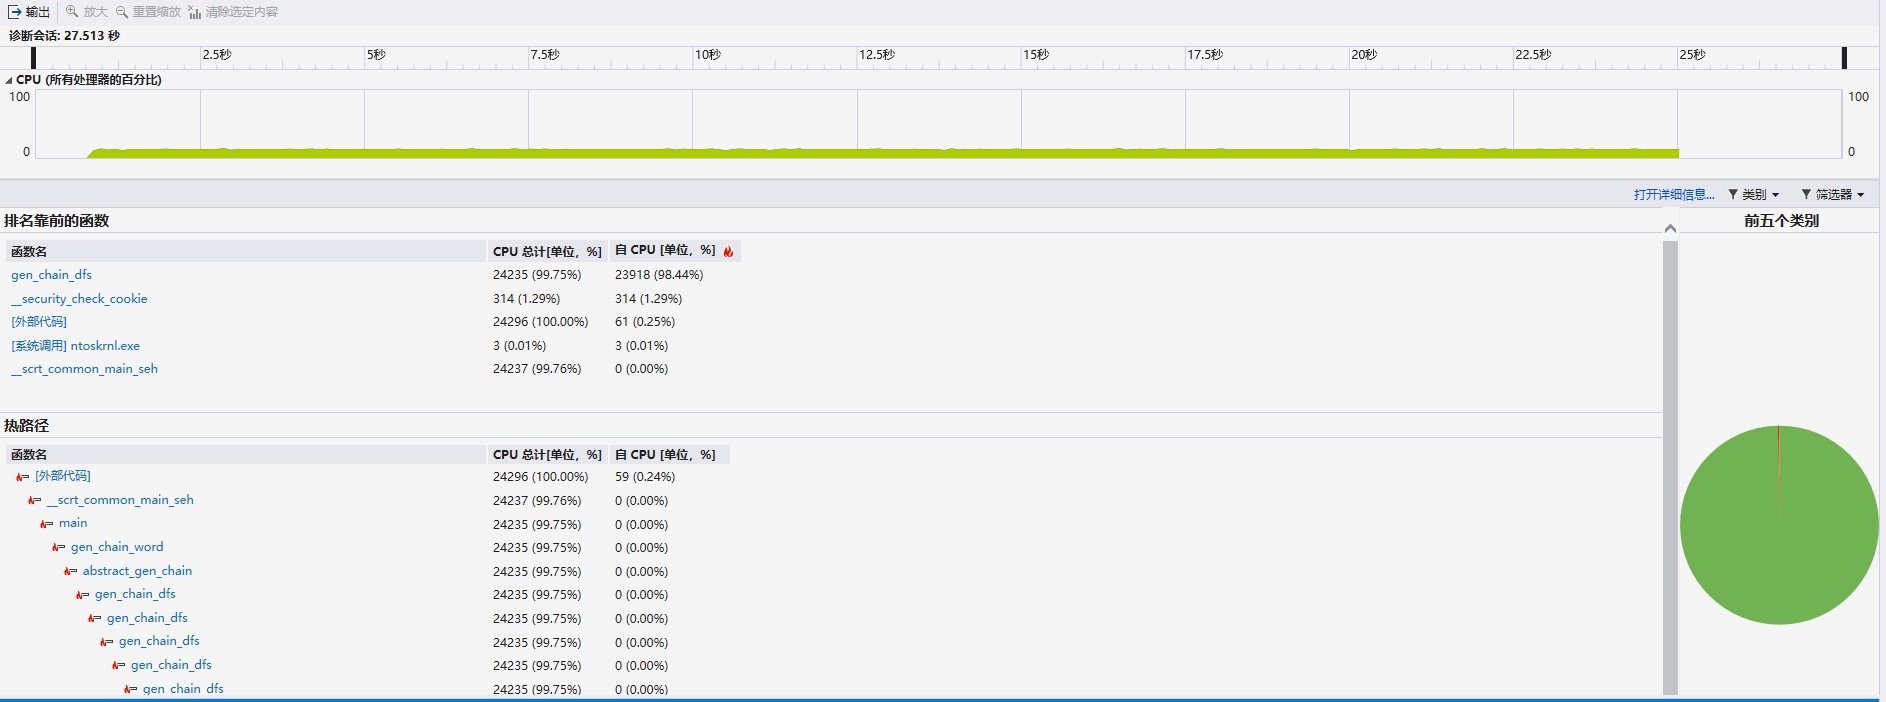 输出 放大 重置缩放 清除选定内容
诊断会话: 27.513 秒
2.5秒 5秒 7.5秒 10秒 12.5秒 15秒 17.5秒 20秒 22.5秒 25秒
CPU (所有处理器的百分比)
100 100
0 0
打开详细信息... 类别 筛选器
排名靠前的函数 前五个类别
函数名 CPU 总计[单位，%] 自 CPU [单位，%]
gen_chain_dfs 24235 (99.75%) 23918 (98.44%)
__security_check_cookie 314 (1.29%) 314 (1.29%)
[外部代码] 24296 (100.00%) 61 (0.25%)
[系统调用] ntoskrnl.exe 3 (0.01%) 3 (0.01%)
__scrt_common_main_seh 24237 (99.76%) 0 (0.00%)
热路径
函数名 CPU 总计[单位，%] 自 CPU [单位，%]
[外部代码] 24296 (100.00%) 59 (0.24%)
__scrt_common_main_seh 24237 (99.76%) 0 (0.00%)
main 24235 (99.75%) 0 (0.00%)
gen_chain_word 24235 (99.75%) 0 (0.00%)
abstract_gen_chain 24235 (99.75%) 0 (0.00%)
gen_chain_dfs 24235 (99.75%) 0 (0.00%)
gen_chain_dfs 24235 (99.75%) 0 (0.00%)
gen_chain_dfs 24235 (99.75%) 0 (0.00%)
gen_chain_dfs 24235 (99.75%) 0 (0.00%)
gen_chain_dfs 24235 (99.75%) 0 (0.00%)